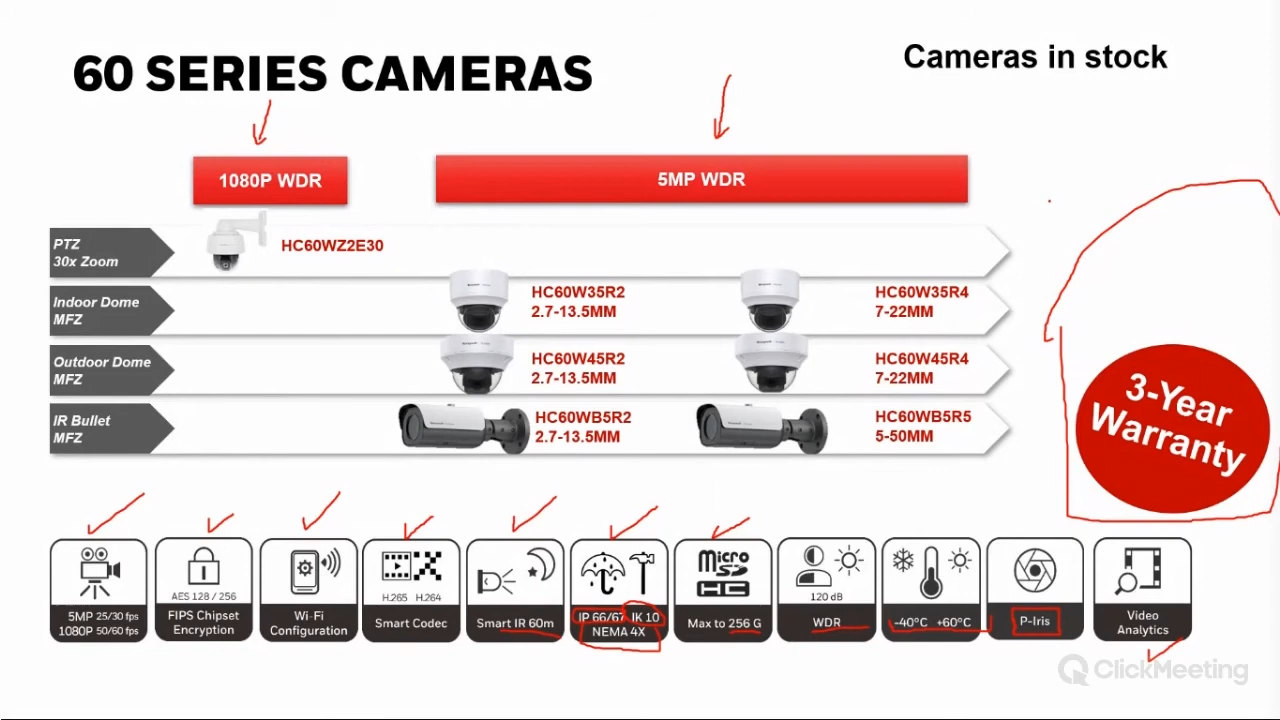 60 SERIES CAMERAS
Cameras in stock
1080P WDR
5MP WDR
PTZ
30x Zoom
HC60WZ2E30
Indoor Dome
MFZ
HC60W35R2
2.7-13.5MM
HC60W35R4
7-22MM
Outdoor Dome
MFZ
HC60W45R2
2.7-13.5MM
HC60W45R4
7-22MM
IR Bullet
MFZ
HC60WB5R2
2.7-13.5MM
HC60WB5R5
5-50MM
3-Year
Warranty
5MP 25/30 fps
1080P 50/60 fps
AES 128 / 256
FIPS Chipset
Encryption
Wi-Fi
Configuration
H.265 H.264
Smart Codec
Smart IR 60m
IP 66/67 IK 10
NEMA 4X
Micro
SD
HC
Max to 256 G
120 dB
WDR
-40°C +60°C
P-Iris
Video
Analytics
ClickMeeting